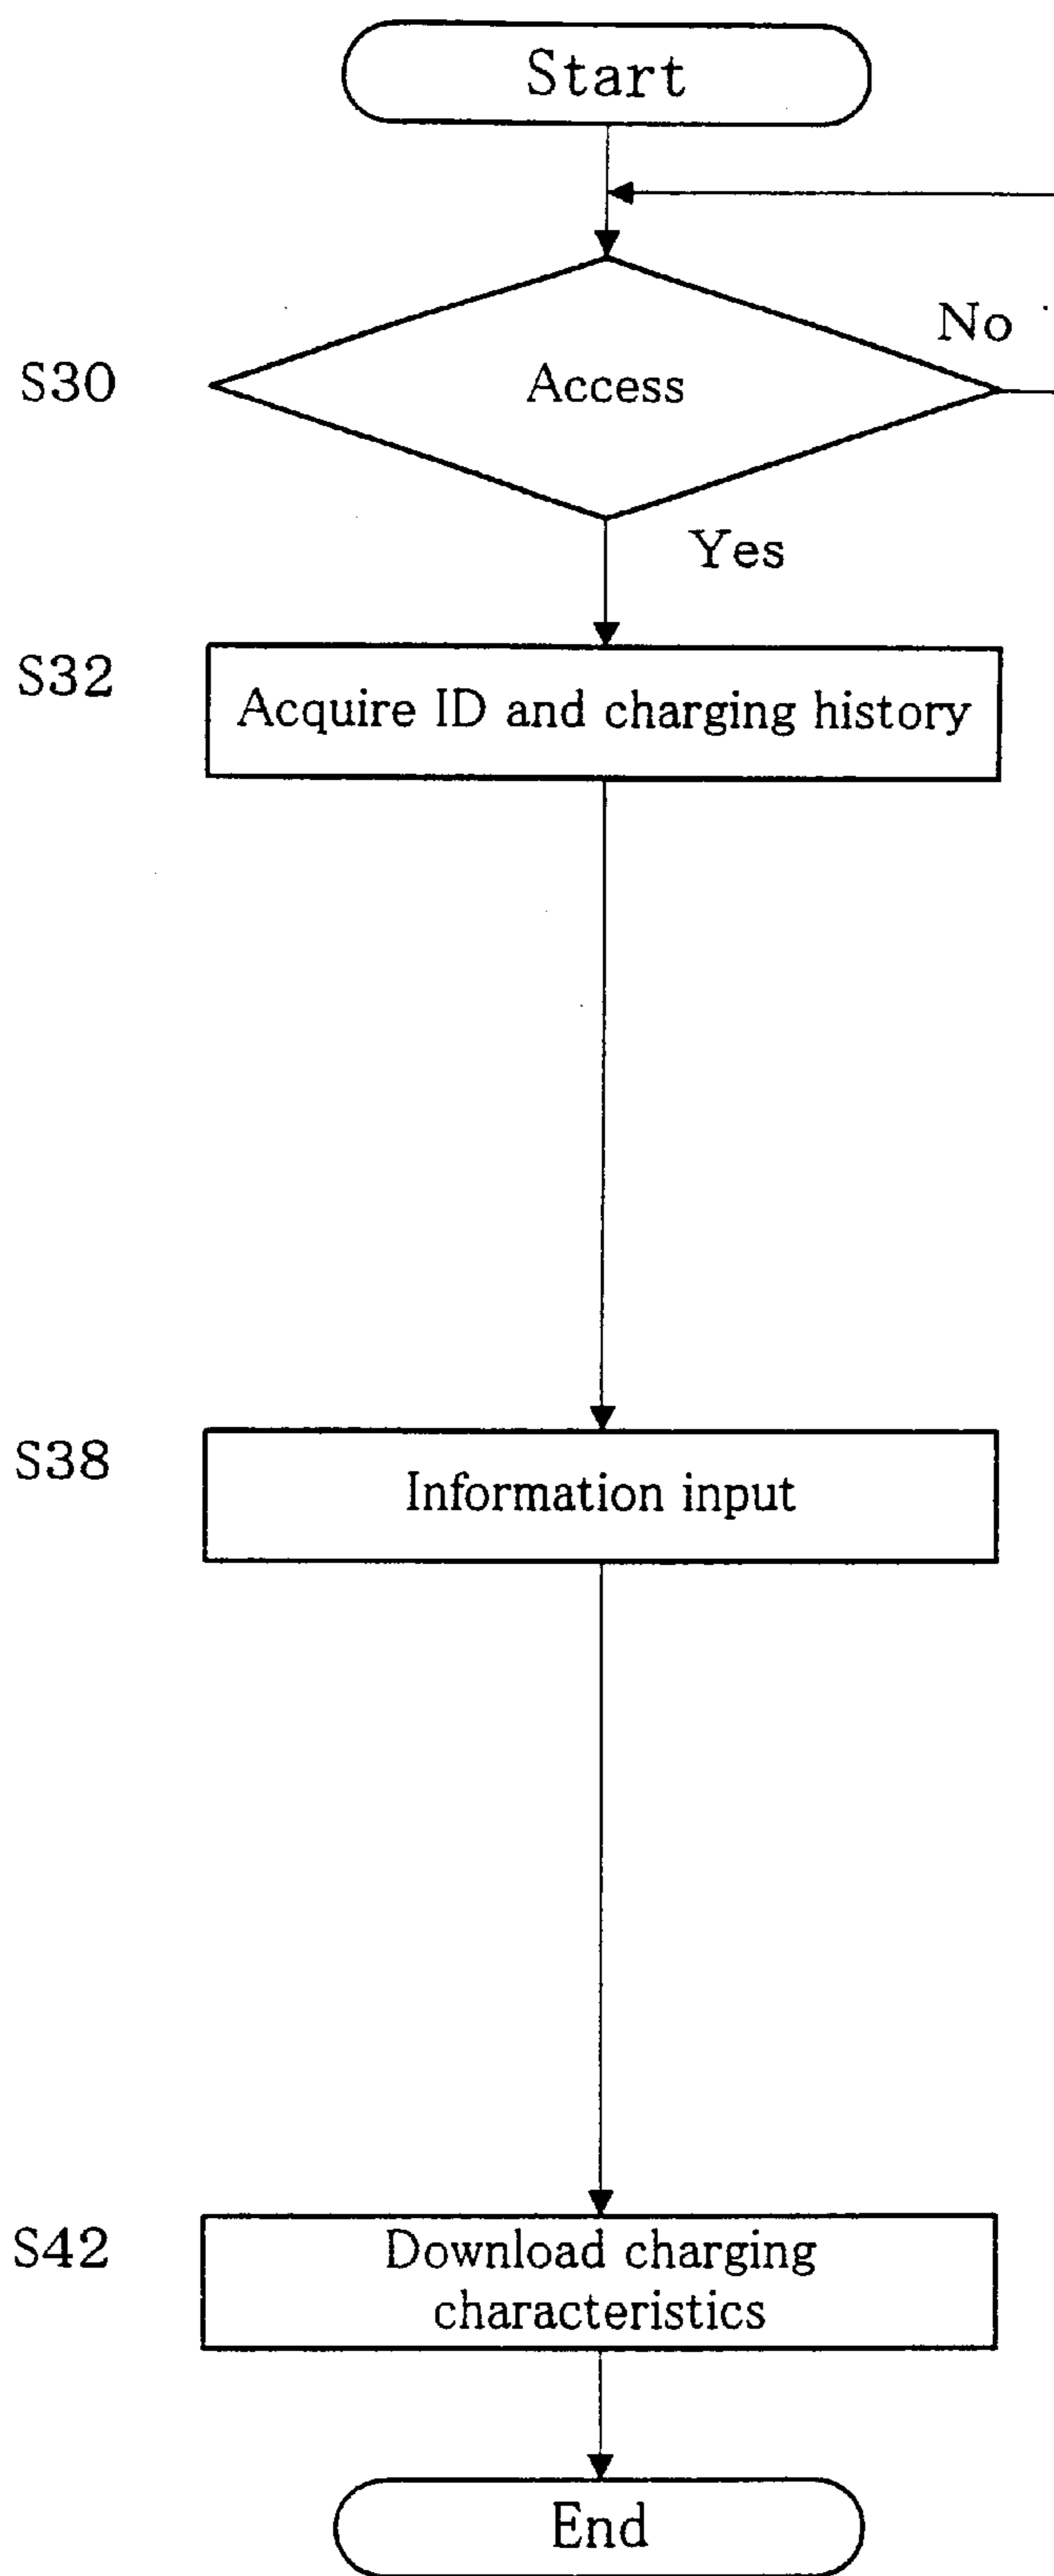 Start
No
S30
Access
Yes
S32
Acquire ID and charging history
S38
Information input
S42
Download charging
characteristics
End